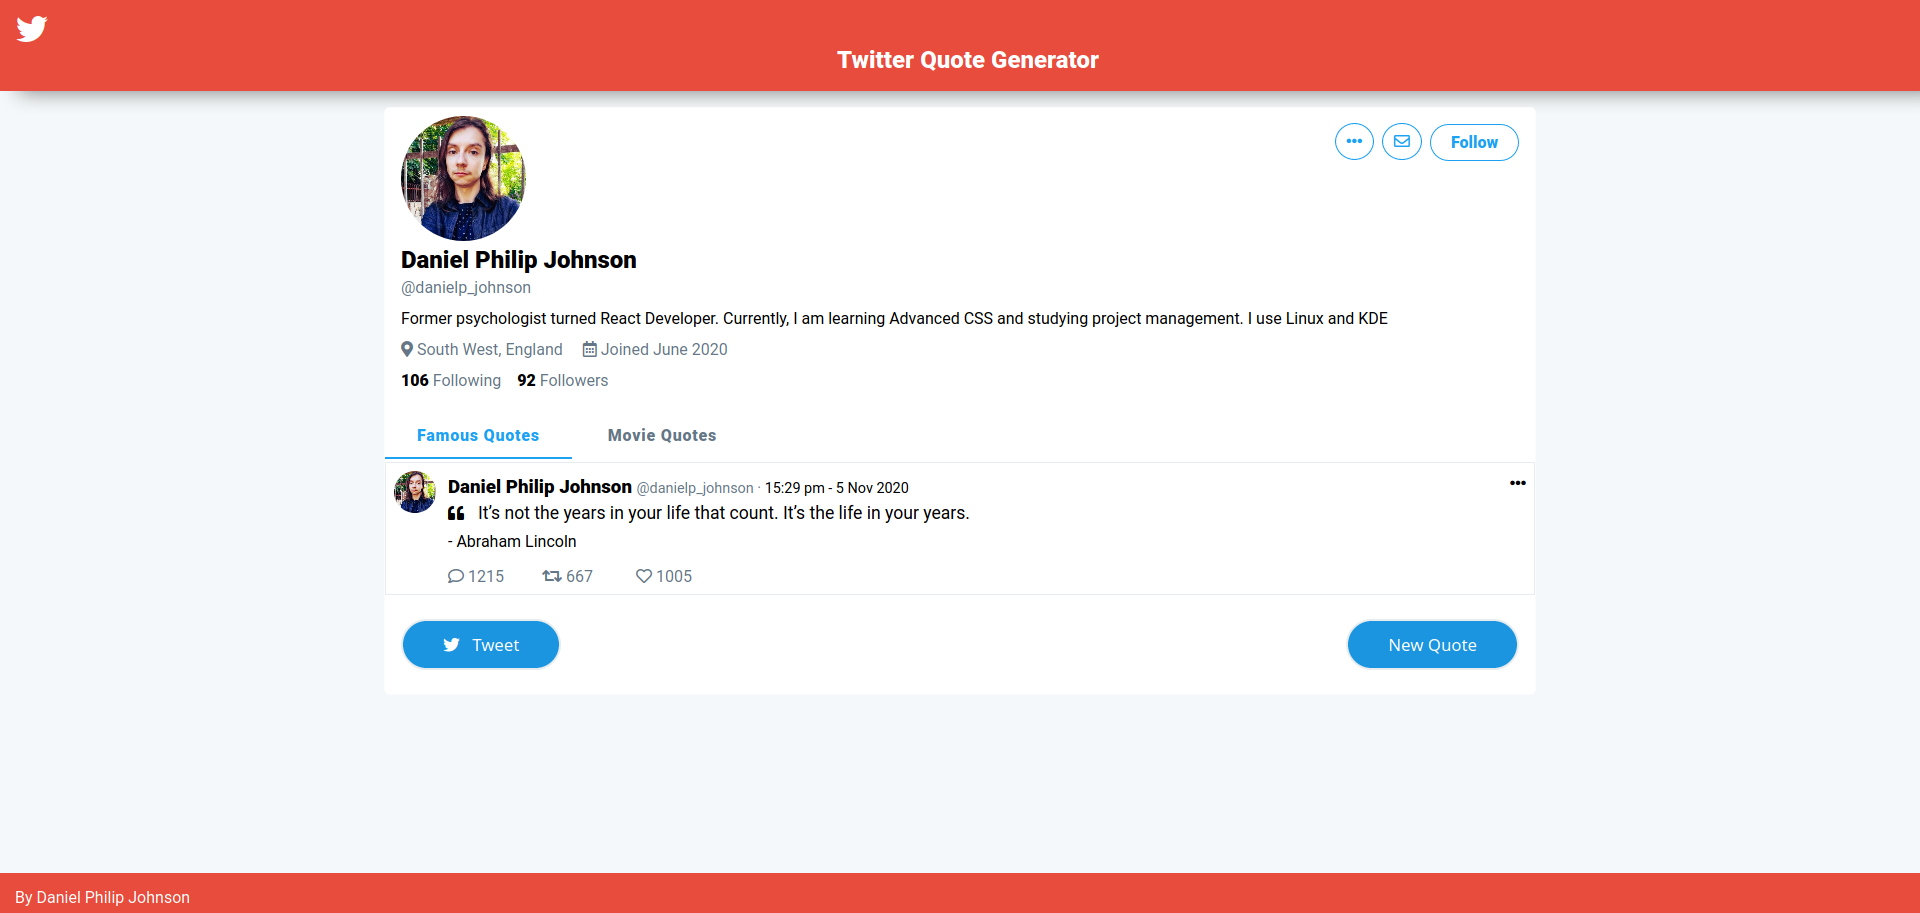 Twitter Quote Generator
Follow
Daniel Philip Johnson
@danielp_johnson
Former psychologist turned React Developer. Currently, I am learning Advanced CSS and studying project management. I use Linux and KDE
South West, England Joined June 2020
106 Following 92 Followers
Famous Quotes Movie Quotes
Daniel Philip Johnson @danielp_johnson · 15:29 pm - 5 Nov 2020
It’s not the years in your life that count. It’s the life in your years.
- Abraham Lincoln
1215 667 1005
Tweet New Quote
By Daniel Philip Johnson